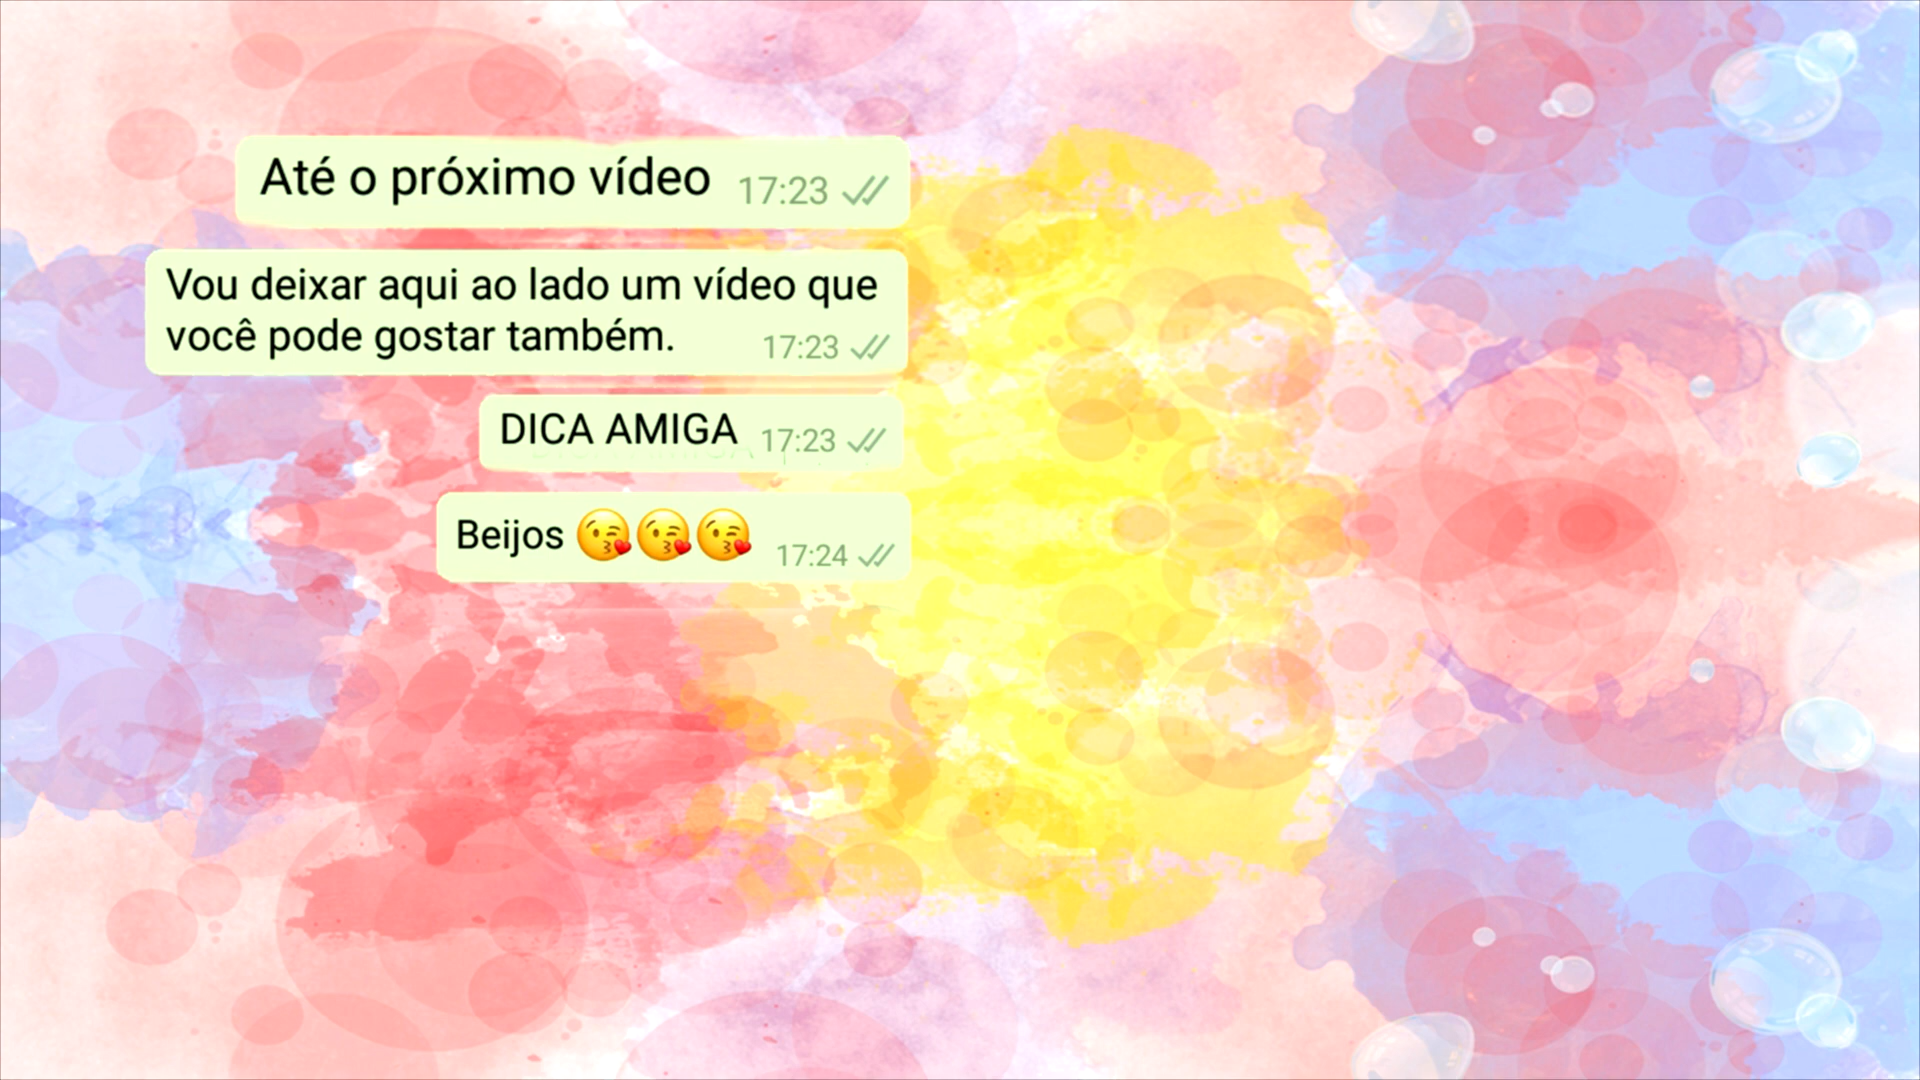 Até o próximo vídeo 17:23
Vou deixar aqui ao lado um vídeo que
você pode gostar também. 17:23
DICA AMIGA 17:23
Beijos 😘😘😘 17:24